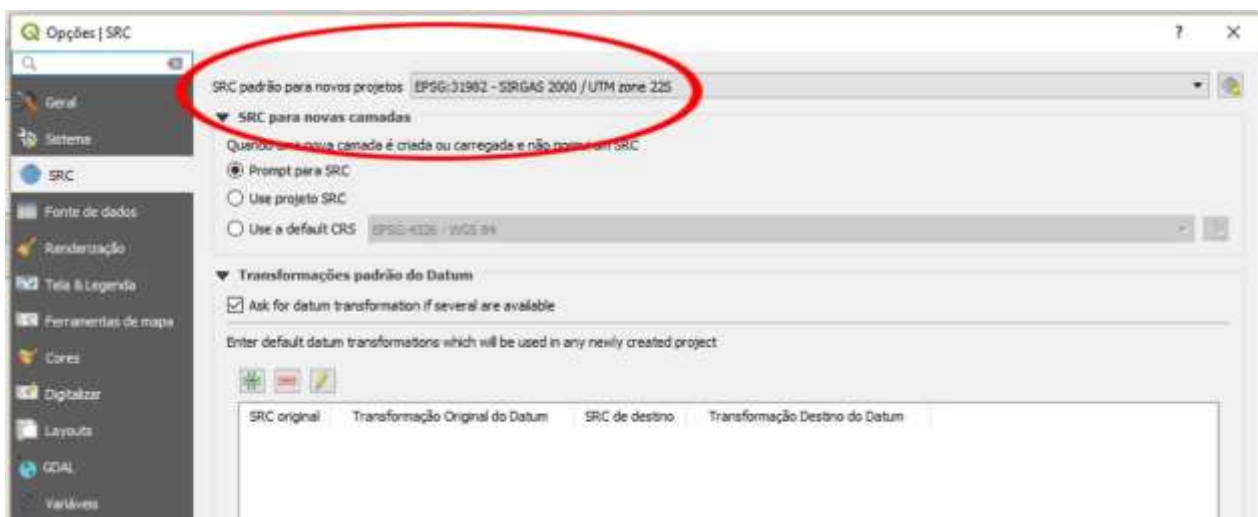 Opções | SRC
SRC padrão para novos projetos EPSG:31982 - SIRGAS 2000 / UTM zone 22S
Geral
SRC para novas camadas
Sistema
Quando uma nova camada é criada ou carregada e não possui um SRC
SRC
Prompt para SRC
Use projeto SRC
Fonte de dados
Use a default CRS EPSG:4326 / WGS 84
Renderização
Transformações padrão do Datum
Tela & Legenda
Ask for datum transformation if several are available
Ferramentas de mapa
Enter default datum transformations which will be used in any newly created project
Cores
Digitalizar
SRC original Transformação Original do Datum SRC de destino Transformação Destino do Datum
Layouts
GDAL
Variáveis